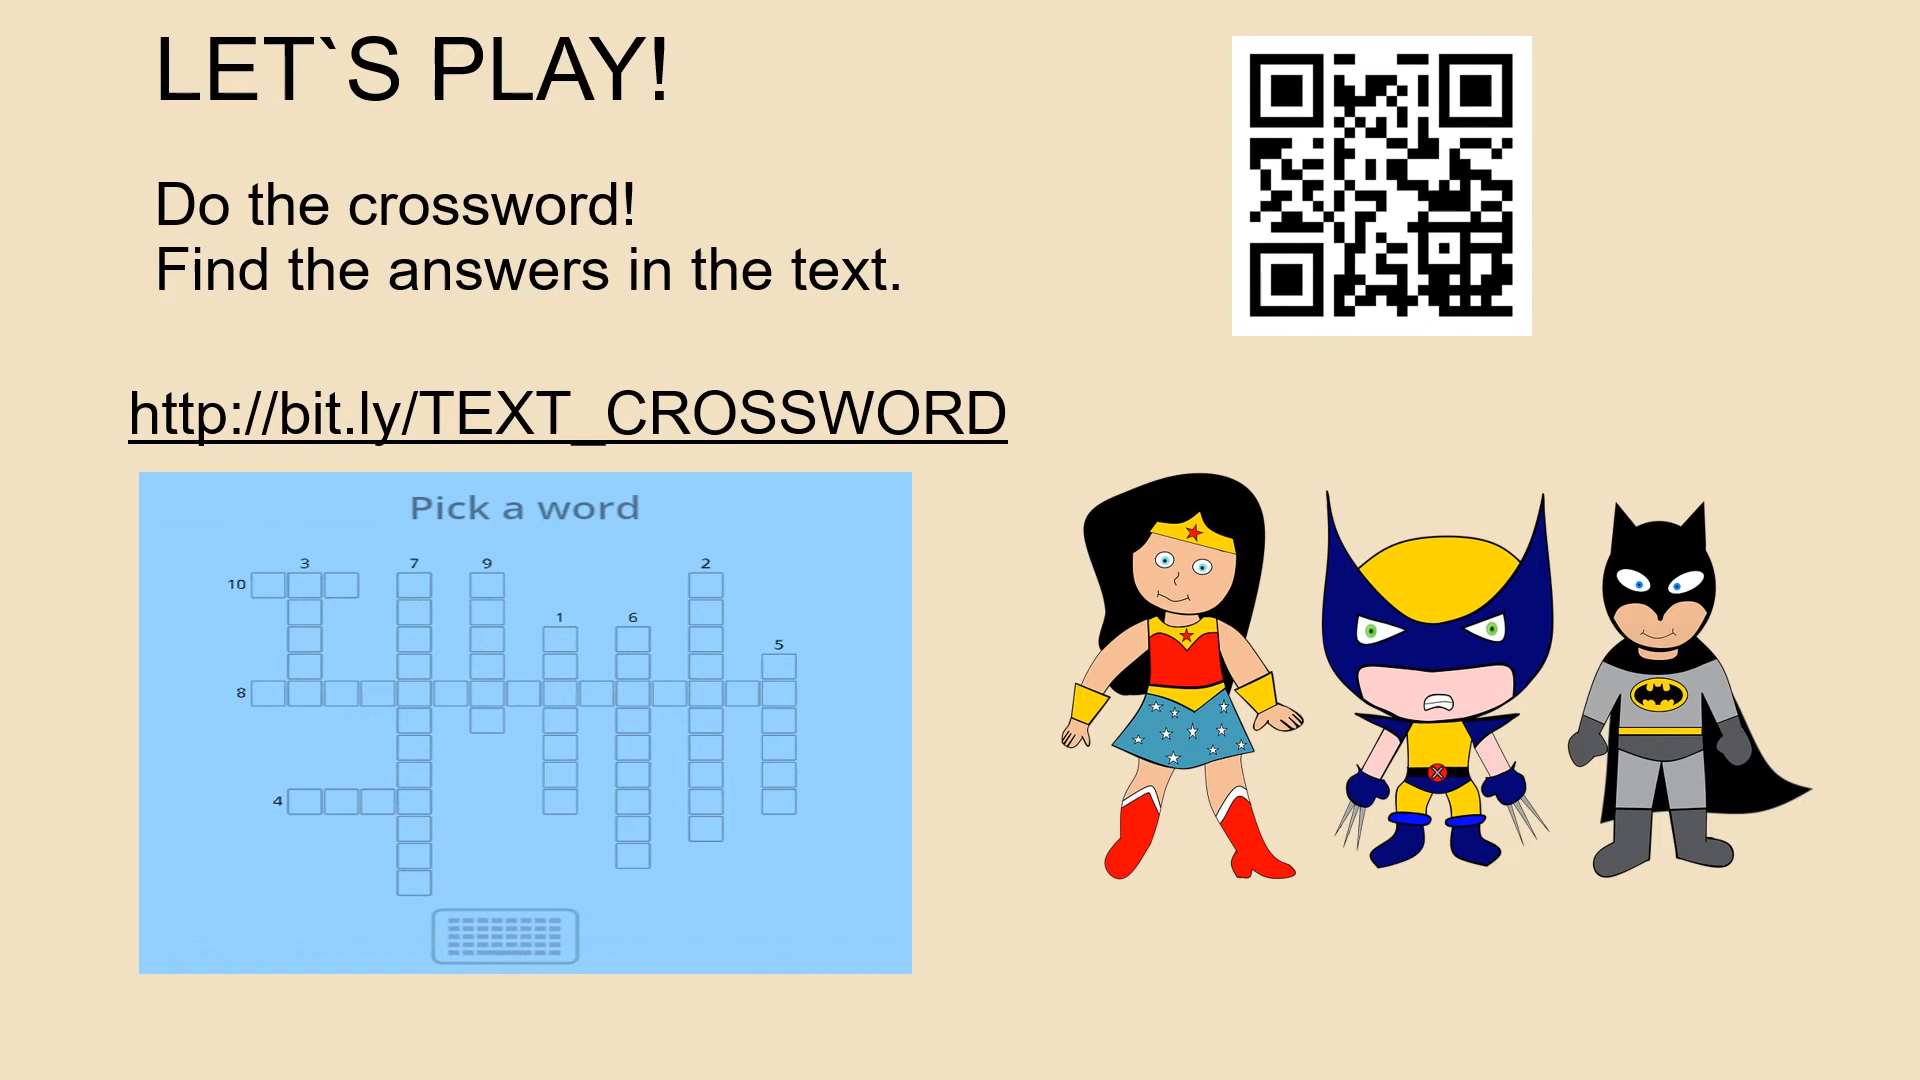 LET`S PLAY!
Do the crossword!
Find the answers in the text.
http://bit.ly/TEXT_CROSSWORD
Pick a word
3 7 9 2
10
1 6
5
8
4